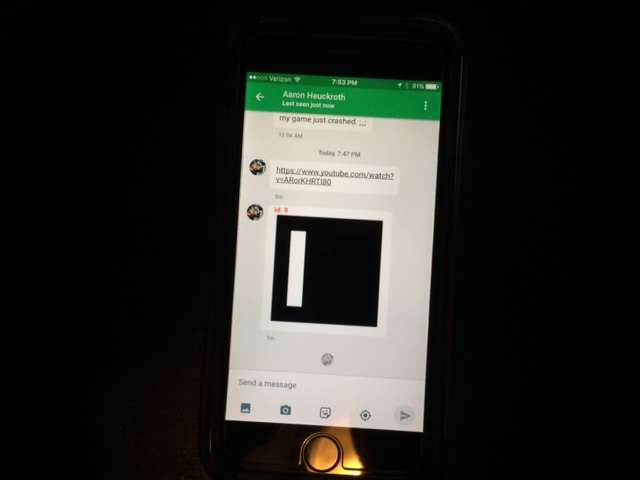 Verizon
7:53 PM
91%
Aaron Heuckroth
Last seen just now
my game just crashed. ;_;
12:04 AM
Today, 7:47 PM
https://www.youtube.com/watch?
v=ARorKHRTI80
5m
id: 0
1m
Send a message